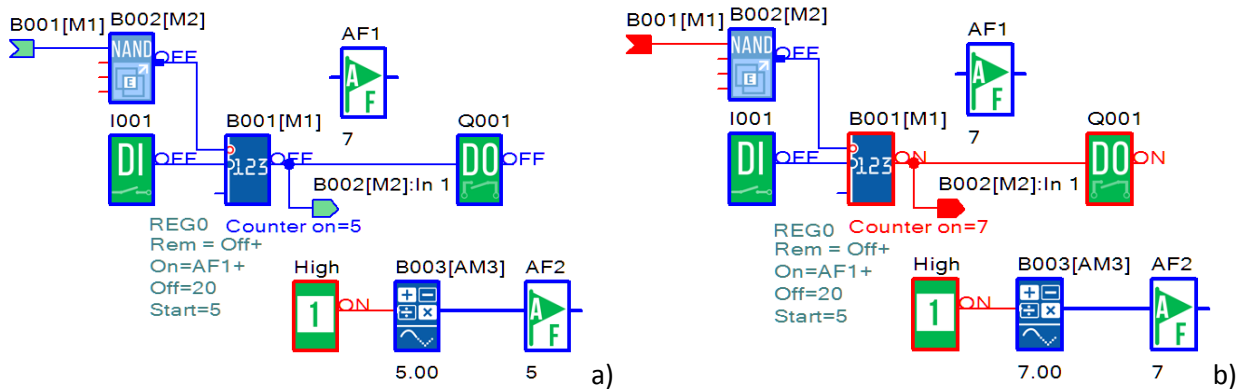 B001[M1]
B002[M2]
NAND
E
OFF
AF1
A
F
7
I001
DI
OFF
B001[M1]
123
OFF
Q001
DO
OFF
B002[M2]:In 1
REG0
Rem = Off+
On=AF1+
Off=20
Start=5
Counter on=5
High
1
ON
B003[AM3]
+ − ÷ ×
5.00
AF2
A
F
5
a)
B001[M1]
B002[M2]
NAND
E
OFF
AF1
A
F
7
I001
DI
OFF
B001[M1]
123
ON
Q001
DO
ON
B002[M2]:In 1
REG0
Rem = Off+
On=AF1+
Off=20
Start=5
Counter on=7
High
1
ON
B003[AM3]
+ − ÷ ×
7.00
AF2
A
F
7
b)